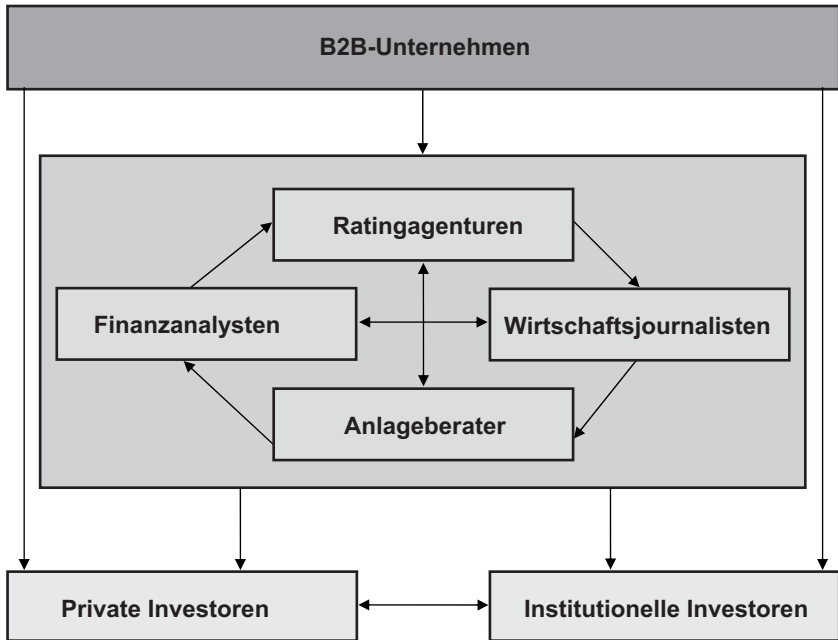 B2B-Unternehmen
Ratingagenturen
Finanzanalysten
Wirtschaftsjournalisten
Anlageberater
Private Investoren
Institutionelle Investoren